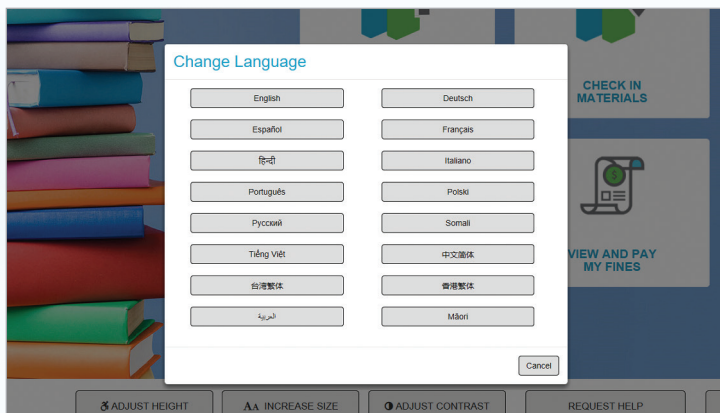 Change Language
English
Deutsch
Español
Français
हिन्दी
Italiano
Português
Polski
Русский
Somali
Tiếng Việt
中文简体
台湾繁体
香港繁体
العربية
Māori
Cancel
CHECK IN
MATERIALS
VIEW AND PAY
MY FINES
ADJUST HEIGHT
AA INCREASE SIZE
ADJUST CONTRAST
REQUEST HELP